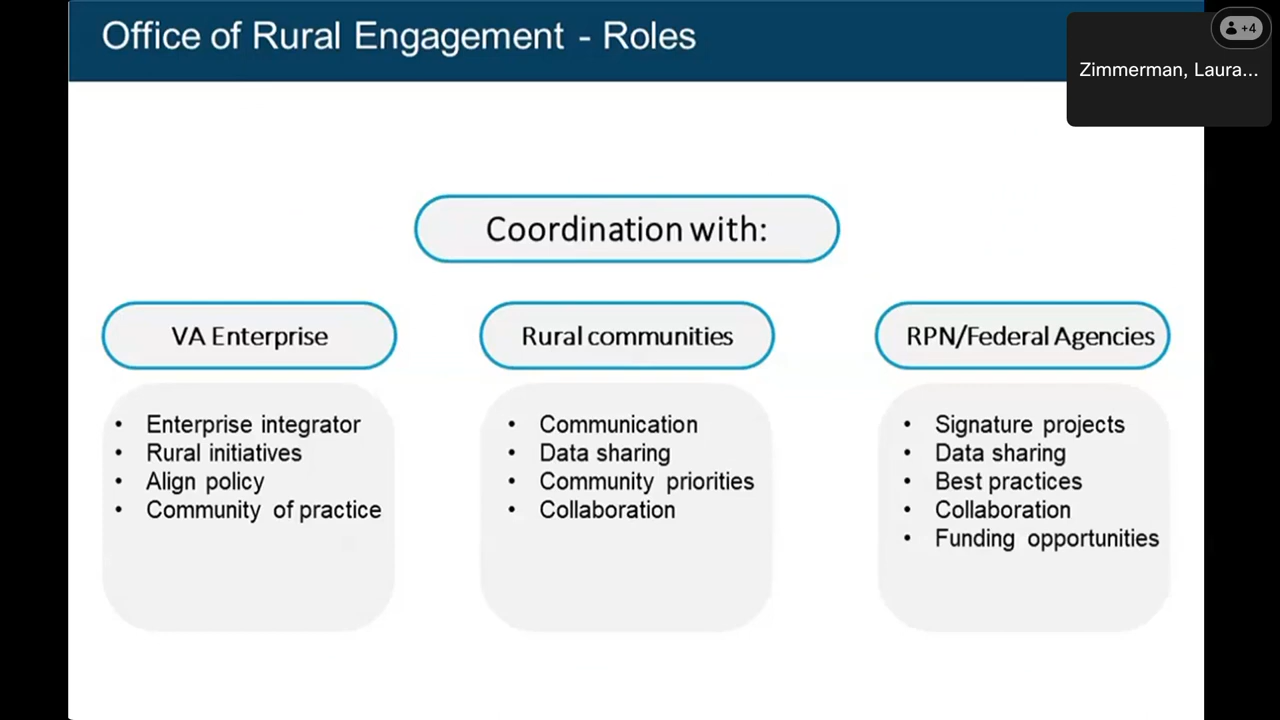 Office of Rural Engagement - Roles
+4
Zimmerman, Laura...
Coordination with:
VA Enterprise
• Enterprise integrator
• Rural initiatives
• Align policy
• Community of practice
Rural communities
• Communication
• Data sharing
• Community priorities
• Collaboration
RPN/Federal Agencies
• Signature projects
• Data sharing
• Best practices
• Collaboration
• Funding opportunities